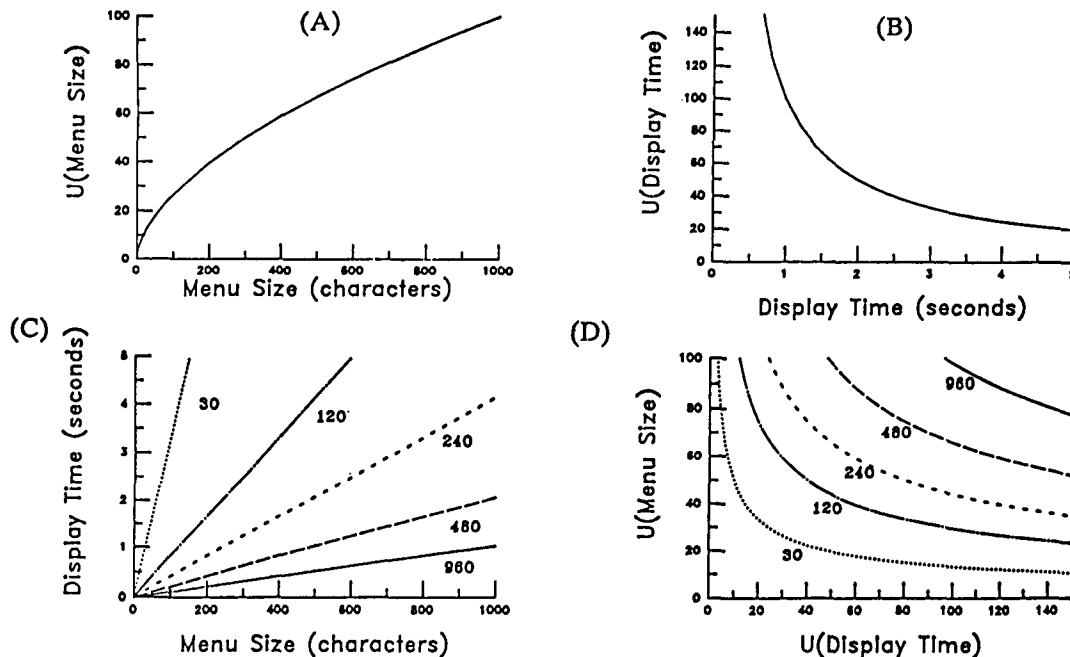 (A)
U(Menu Size)
100
80
60
40
20
0
0 200 400 600 800 1000
Menu Size (characters)
(B)
U(Display Time)
140
120
100
80
60
40
20
0
0 1 2 3 4
Display Time (seconds)
(C)
Display Time (seconds)
4
3
2
1
0
30
120
240
480
960
0 200 400 600 800 1000
Menu Size (characters)
(D)
U(Menu Size)
100
80
60
40
20
0
960
480
240
120
30
0 20 40 60 80 100 120 140
U(Display Time)